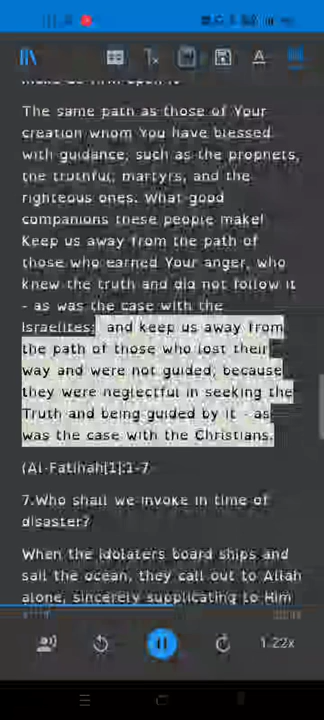 The same path as those of Your
creation whom You have blessed
with guidance; such as the prophets,
the truthful, martyrs, and the
righteous ones. What good
companions these people make!
Keep us away from the path of
those who earned Your anger, who
knew the truth and did not follow it
- as was the case with the
Israelites; and keep us away from
the path of those who lost their
way and were not guided, because
they were neglectful in seeking the
Truth and being guided by it - as
was the case with the Christians.
(Al-Fatihah[1]:1-7
7.Who shall we invoke in time of
disaster?
When the idolaters board ships and
sail the ocean, they call out to Allah
alone, sincerely supplicating to Him
1.22x